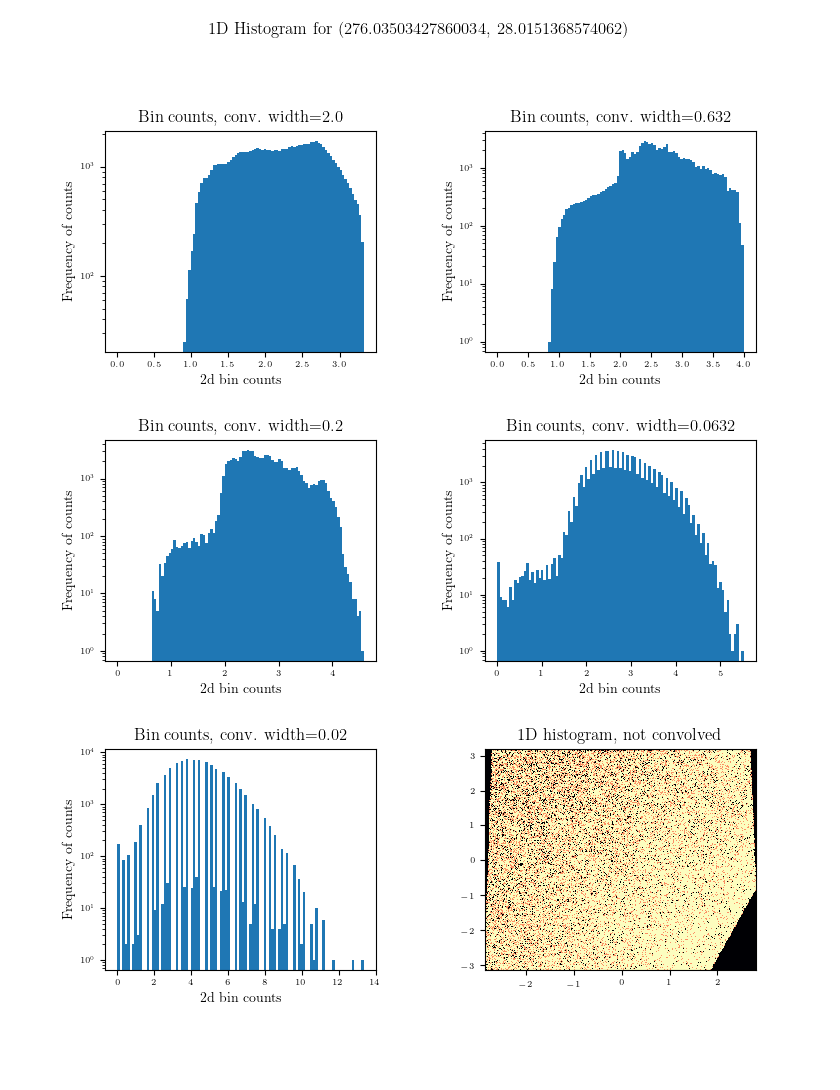 1D Histogram for (276.03503427860034, 28.0151368574062)
Bin counts, conv. width=2.0
Frequency of counts
10³
10²
0.0 0.5 1.0 1.5 2.0 2.5 3.0
2d bin counts
Bin counts, conv. width=0.632
Frequency of counts
10³
10²
10¹
10⁰
0.0 0.5 1.0 1.5 2.0 2.5 3.0 3.5 4.0
2d bin counts
Bin counts, conv. width=0.2
Frequency of counts
10³
10²
10¹
10⁰
0 1 2 3 4
2d bin counts
Bin counts, conv. width=0.0632
Frequency of counts
10³
10²
10¹
10⁰
0 1 2 3 4 5
2d bin counts
Bin counts, conv. width=0.02
Frequency of counts
10⁴
10³
10²
10¹
10⁰
0 2 4 6 8 10 12 14
2d bin counts
1D histogram, not convolved
3
2
1
0
−1
−2
−3
−2 −1 0 1 2